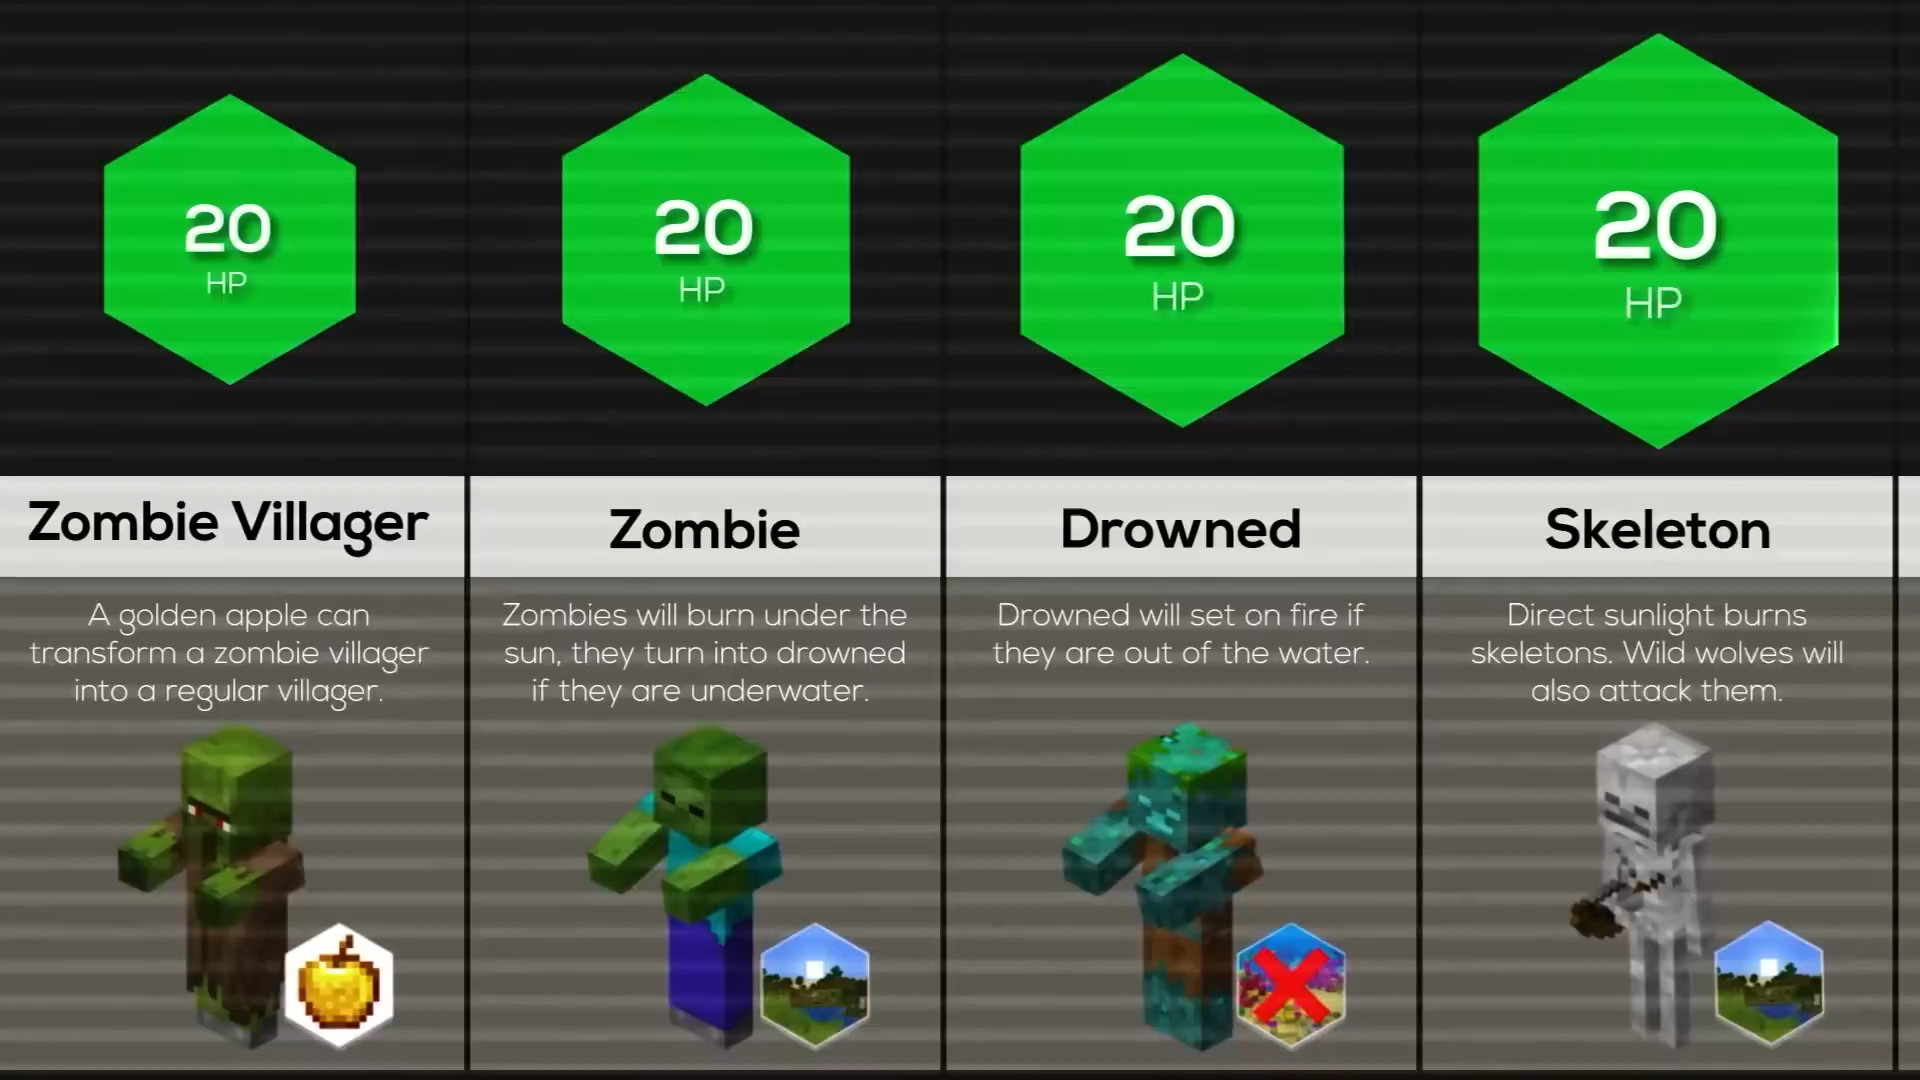 20
HP
20
HP
20
HP
20
HP
Zombie Villager
Zombie
Drowned
Skeleton
A golden apple can
transform a zombie villager
into a regular villager.
Zombies will burn under the
sun, they turn into drowned
if they are underwater.
Drowned will set on fire if
they are out of the water.
Direct sunlight burns
skeletons. Wild wolves will
also attack them.